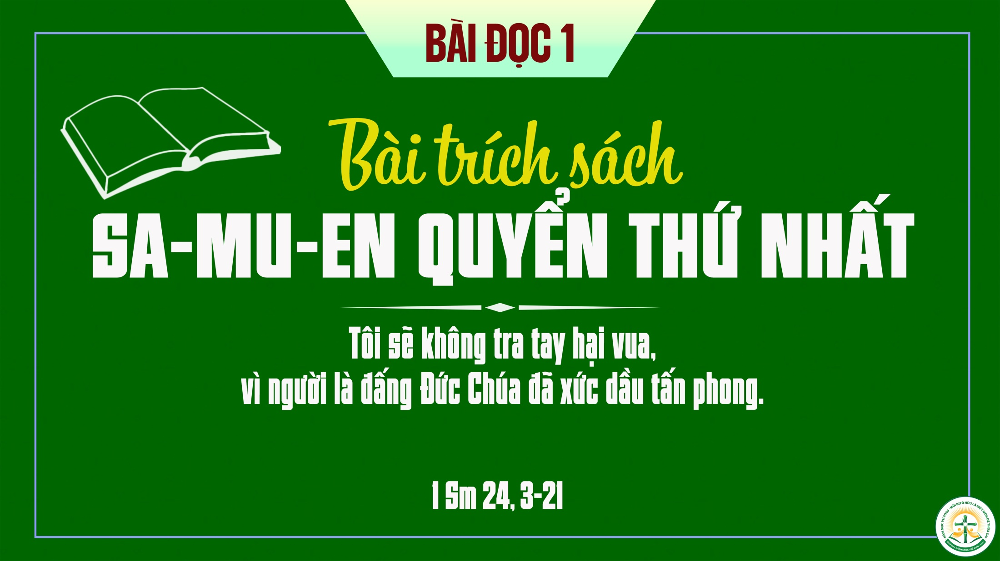 BÀI ĐỌC 1
Bài trích sách
SA-MU-EN QUYỂN THỨ NHẤT
Tôi sẽ không tra tay hại vua,
vì người là đấng Đức Chúa đã xức dầu tấn phong.
1 Sm 24, 3-21
NĂM MỤC VỤ 2026 - MỖI KITÔ HỮU LÀ MỘT MÔN ĐỆ THỪA SAI
ANH EM LÀ ÁNH SÁNG THẾ GIAN